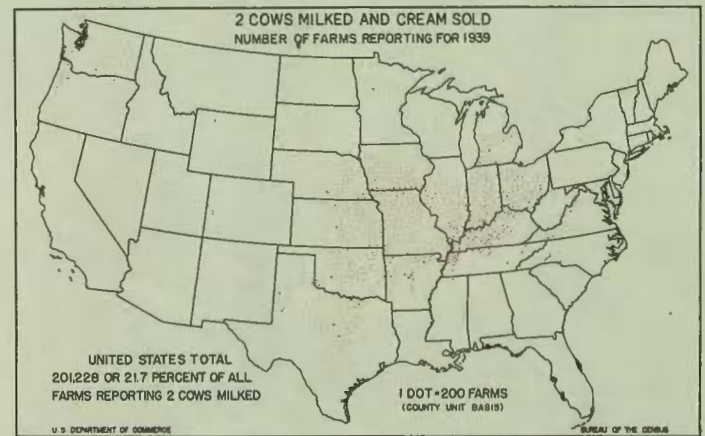 2 COWS MILKED AND CREAM SOLD
NUMBER OF FARMS REPORTING FOR 1939
UNITED STATES TOTAL
201,228 OR 21.7 PERCENT OF ALL
FARMS REPORTING 2 COWS MILKED
1 DOT=200 FARMS
(COUNTY UNIT BASIS)
U.S. DEPARTMENT OF COMMERCE
BUREAU OF THE CENSUS